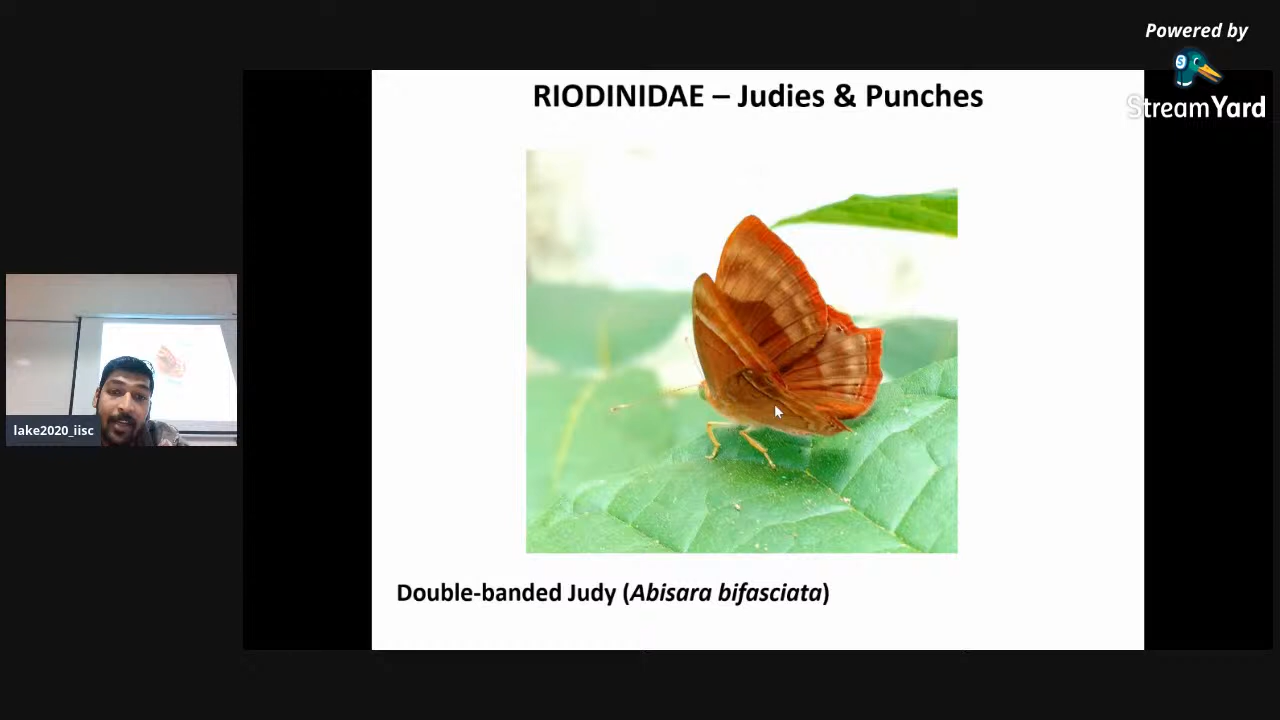 Powered by
StreamYard
RIODINIDAE – Judies & Punches
lake2020_iisc
Double-banded Judy (Abisara bifasciata)